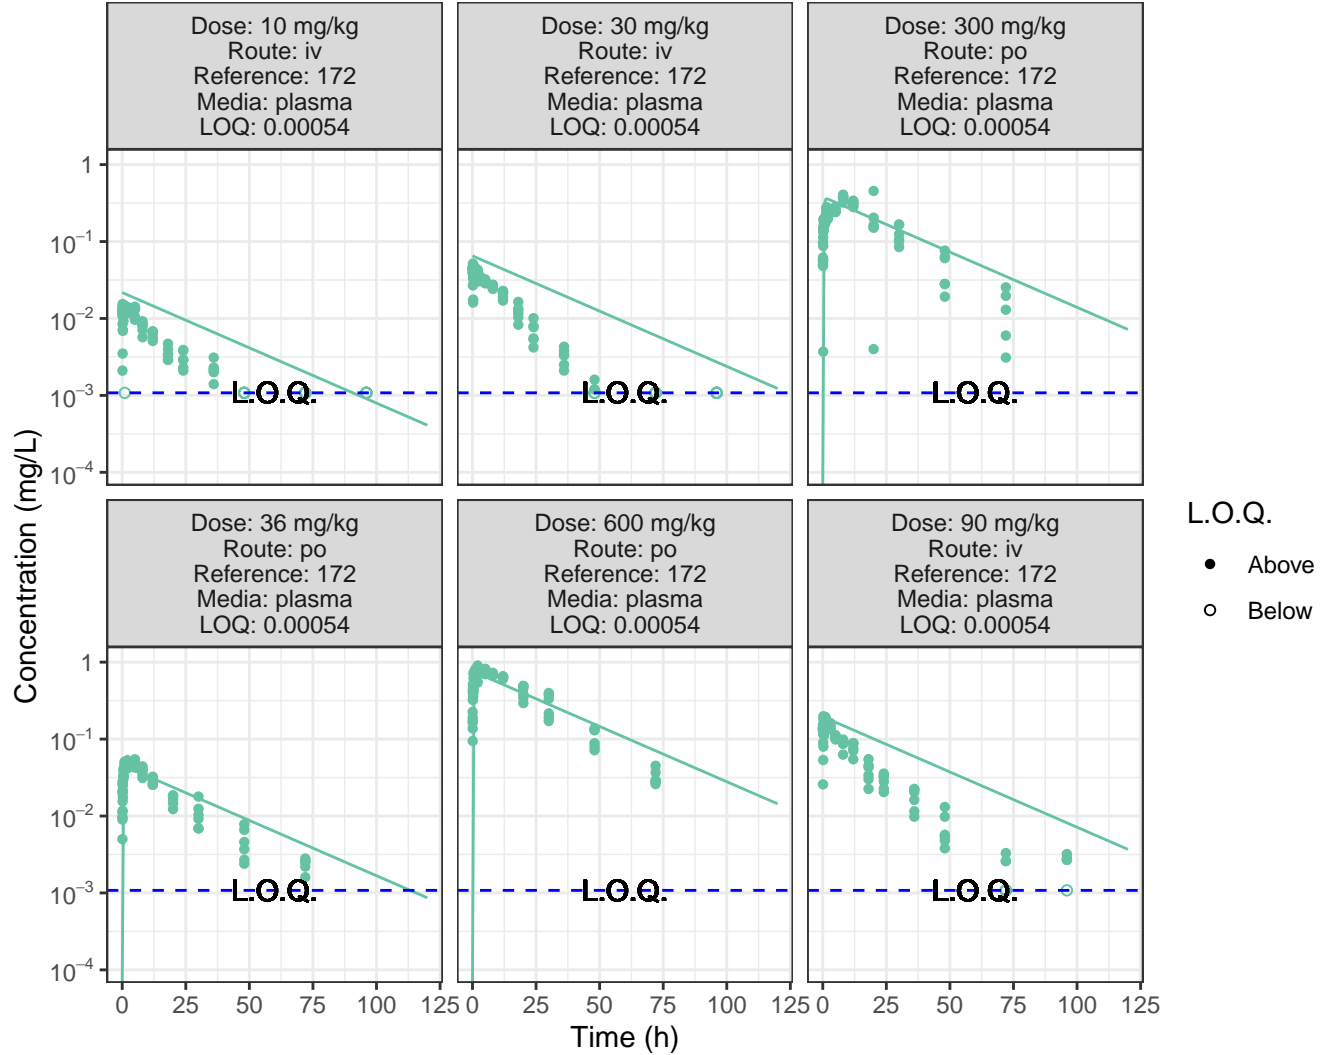 Dose: 10 mg/kg
Route: iv
Reference: 172
Media: plasma
LOQ: 0.00054
Dose: 30 mg/kg
Route: iv
Reference: 172
Media: plasma
LOQ: 0.00054
Dose: 300 mg/kg
Route: po
Reference: 172
Media: plasma
LOQ: 0.00054
1
10⁻¹
10⁻²
10⁻³
10⁻⁴
L.O.Q.
L.O.Q.
L.O.Q.
Dose: 36 mg/kg
Route: po
Reference: 172
Media: plasma
LOQ: 0.00054
Dose: 600 mg/kg
Route: po
Reference: 172
Media: plasma
LOQ: 0.00054
Dose: 90 mg/kg
Route: iv
Reference: 172
Media: plasma
LOQ: 0.00054
1
10⁻¹
10⁻²
10⁻³
10⁻⁴
L.O.Q.
L.O.Q.
L.O.Q.
0 25 50 75 100 125
0 25 50 75 100 125
0 25 50 75 100 125
Time (h)
Concentration (mg/L)
L.O.Q.
Above
Below